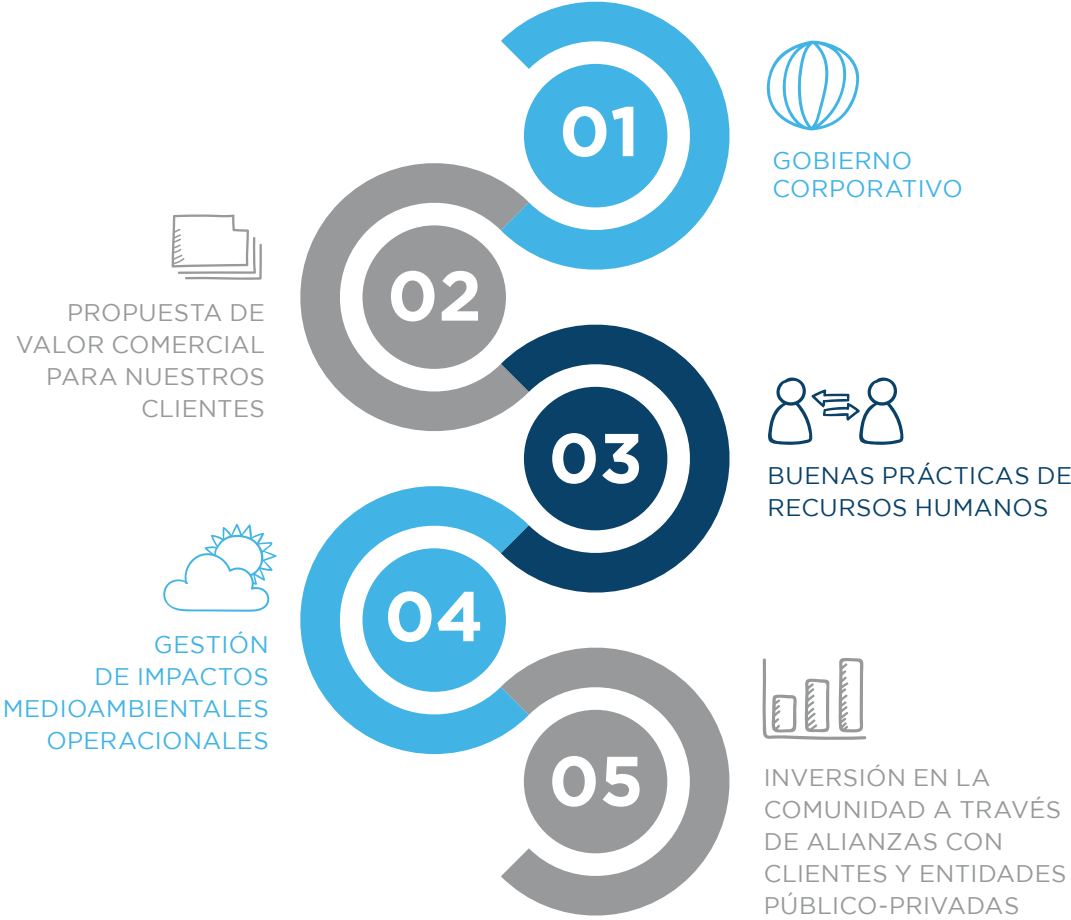 01
GOBIERNO
CORPORATIVO
02
PROPUESTA DE
VALOR COMERCIAL
PARA NUESTROS
CLIENTES
03
BUENAS PRÁCTICAS DE
RECURSOS HUMANOS
04
GESTIÓN
DE IMPACTOS
MEDIOAMBIENTALES
OPERACIONALES
05
INVERSIÓN EN LA
COMUNIDAD A TRAVÉS
DE ALIANZAS CON
CLIENTES Y ENTIDADES
PÚBLICO-PRIVADAS